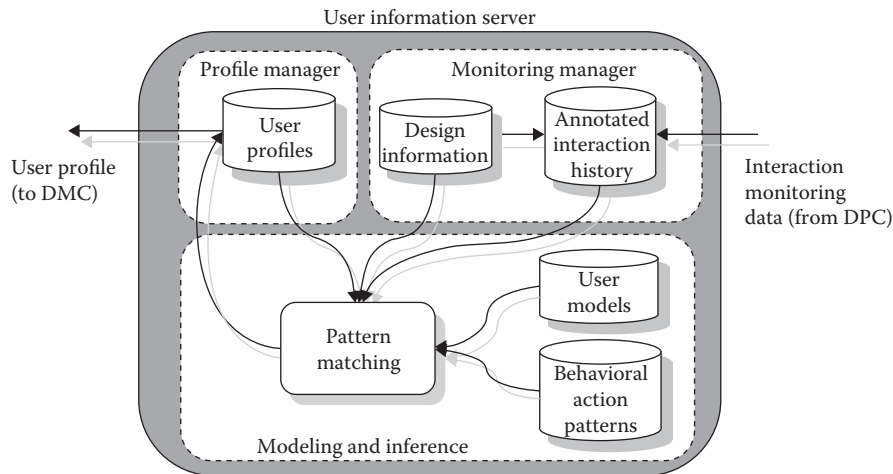 User information server
Profile manager
Monitoring manager
User
profiles
Design
information
Annotated
interaction
history
User profile
(to DMC)
Interaction
monitoring
data (from DPC)
User
models
Pattern
matching
Behavioral
action
patterns
Modeling and inference